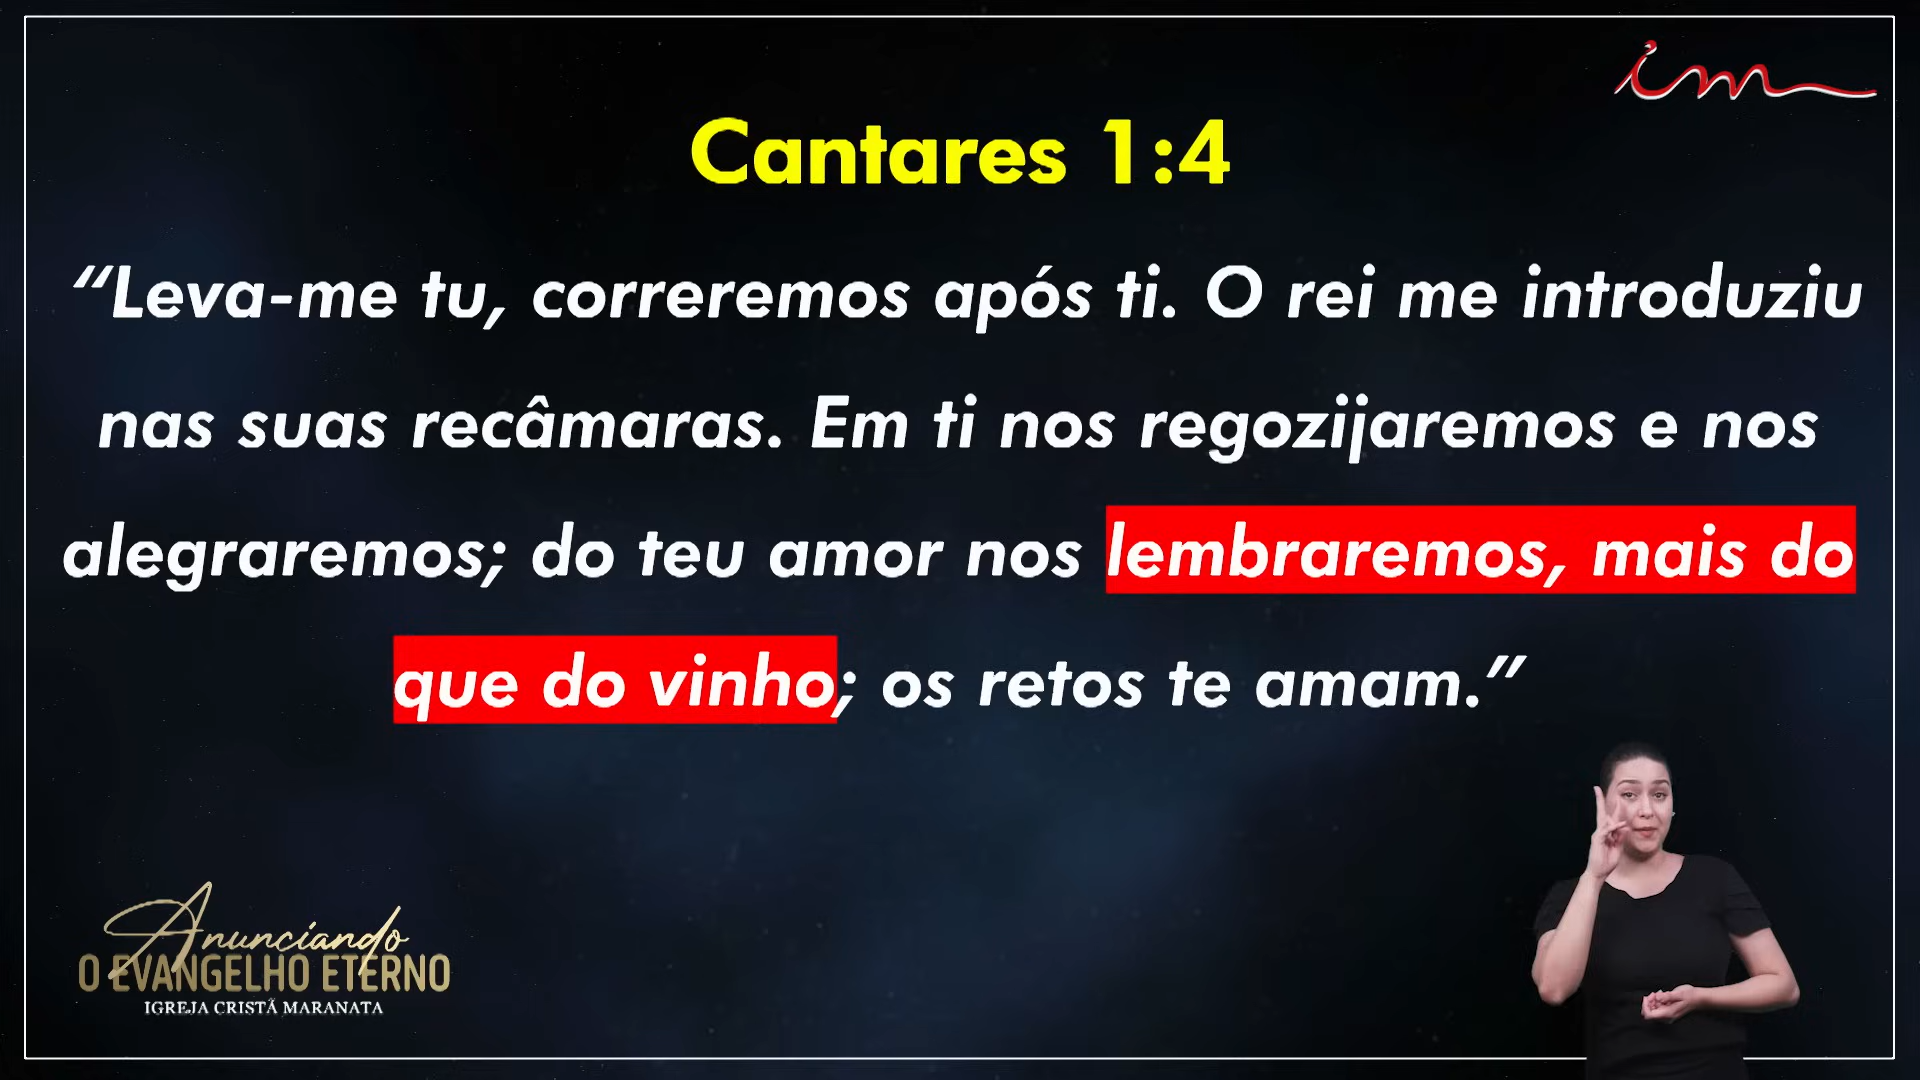 im
Cantares 1:4
“Leva-me tu, correremos após ti. O rei me introduziu
nas suas recâmaras. Em ti nos regozijaremos e nos
alegraremos; do teu amor nos lembraremos, mais do
que do vinho; os retos te amam.”
Anunciando
O EVANGELHO ETERNO
IGREJA CRISTÃ MARANATA